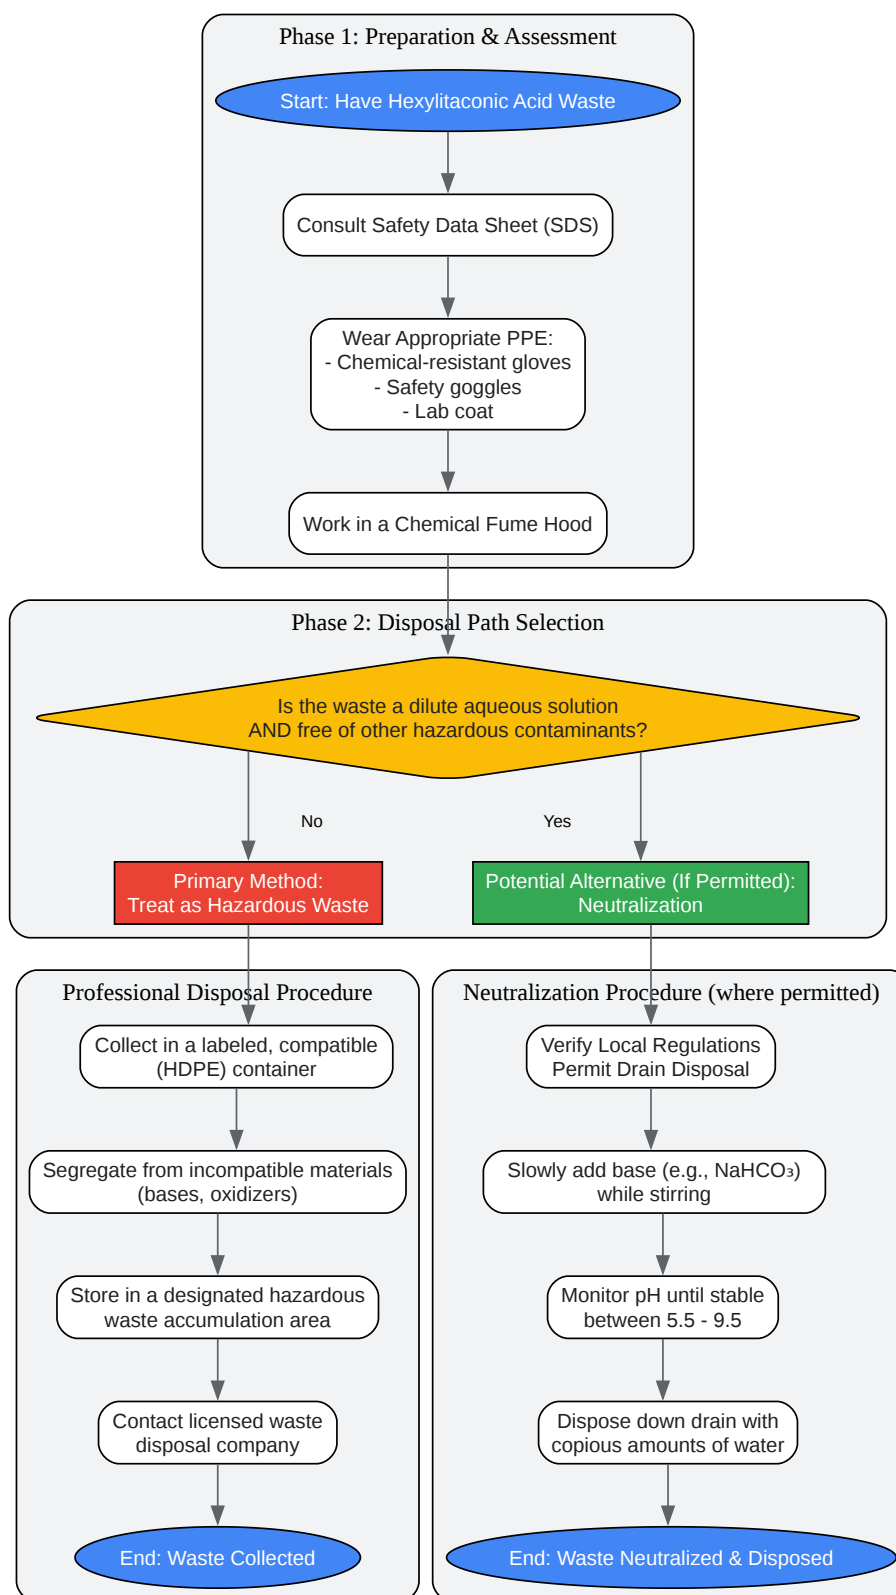 Phase 1: Preparation & Assessment
Start: Have Hexylitaconic Acid Waste
Consult Safety Data Sheet (SDS)
Wear Appropriate PPE:
- Chemical-resistant gloves
- Safety goggles
- Lab coat
Work in a Chemical Fume Hood
Phase 2: Disposal Path Selection
Is the waste a dilute aqueous solution
AND free of other hazardous contaminants?
No
Yes
Primary Method:
Treat as Hazardous Waste
Potential Alternative (If Permitted):
Neutralization
Professional Disposal Procedure
Collect in a labeled, compatible
(HDPE) container
Segregate from incompatible materials
(bases, oxidizers)
Store in a designated hazardous
waste accumulation area
Contact licensed waste
disposal company
End: Waste Collected
Neutralization Procedure (where permitted)
Verify Local Regulations
Permit Drain Disposal
Slowly add base (e.g., NaHCO₃)
while stirring
Monitor pH until stable
between 5.5 - 9.5
Dispose down drain with
copious amounts of water
End: Waste Neutralized & Disposed